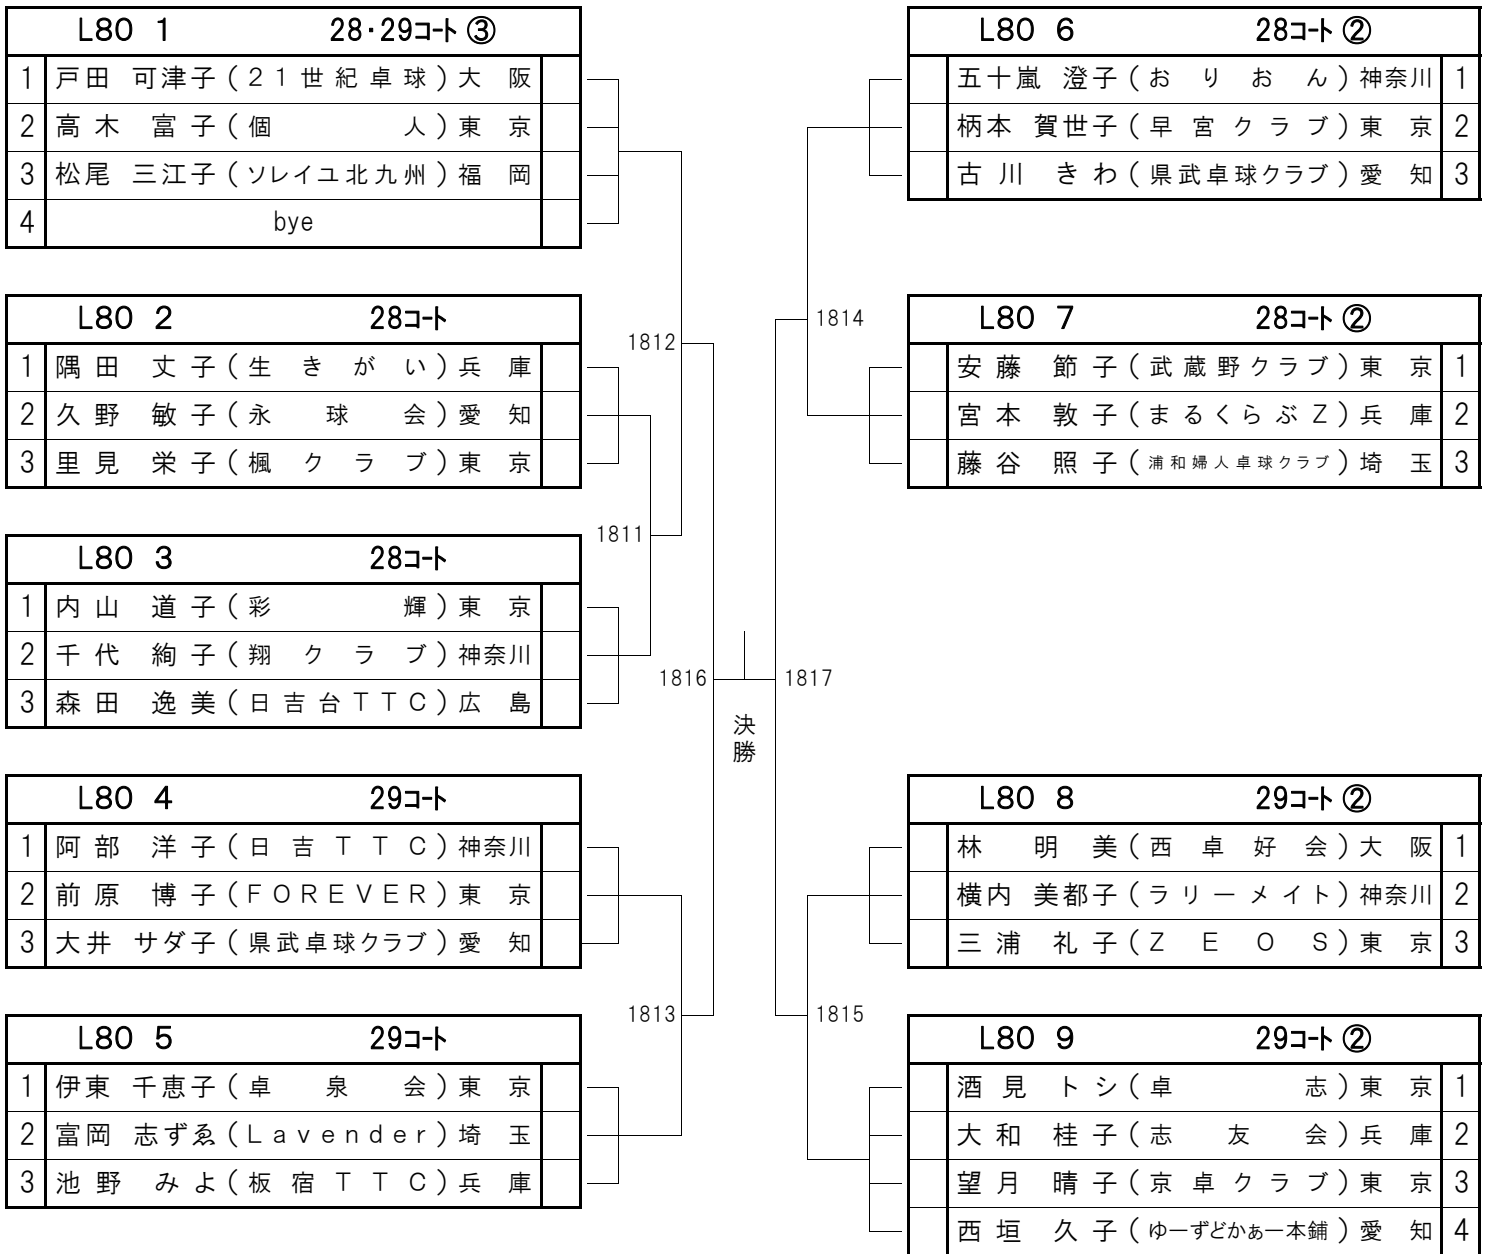 L80 1 28・29コート ③
1 戸田 可津子 (21世紀卓球) 大阪
2 高木 富子 (個人) 東京
3 松尾 三江子 (ソレイユ北九州) 福岡
4 bye
L80 2 28コート
1 隅田 丈子 (生きがい) 兵庫
2 久野 敏子 (永球会) 愛知
3 里見 栄子 (楓クラブ) 東京
L80 3 28コート
1 内山 道子 (彩輝) 東京
2 千代 絢子 (翔クラブ) 神奈川
3 森田 逸美 (日吉台TTC) 広島
L80 4 29コート
1 阿部 洋子 (日吉TTC) 神奈川
2 前原 博子 (FOREVER) 東京
3 大井 サダ子 (県武卓球クラブ) 愛知
L80 5 29コート
1 伊東 千恵子 (卓泉会) 東京
2 富岡 志ずゑ (Lavender) 埼玉
3 池野 みよ (板宿TTC) 兵庫
1812
1811
1816
1813
決勝
1814
1817
1815
L80 6 28コート ②
五十嵐 澄子 (おりおん) 神奈川 1
柄本 賀世子 (早宮クラブ) 東京 2
古川 きわ (県武卓球クラブ) 愛知 3
L80 7 28コート ②
安藤 節子 (武蔵野クラブ) 東京 1
宮本 敦子 (まるくらぶZ) 兵庫 2
藤谷 照子 (浦和婦人卓球クラブ) 埼玉 3
L80 8 29コート ②
林 明美 (西卓好会) 大阪 1
横内 美都子 (ラリーメイト) 神奈川 2
三浦 礼子 (ZEOS) 東京 3
L80 9 29コート ②
酒見 トシ (卓志) 東京 1
大和 桂子 (志友会) 兵庫 2
望月 晴子 (京卓クラブ) 東京 3
西垣 久子 (ゆーずどかぁー本舗) 愛知 4